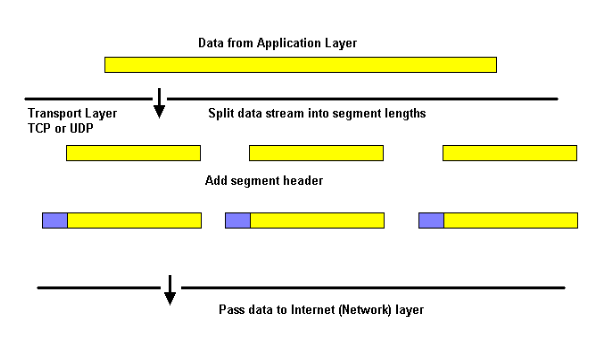 Data from Application Layer
Transport Layer
TCP or UDP
Split data stream into segment lengths
Add segment header
Pass data to Internet (Network) layer